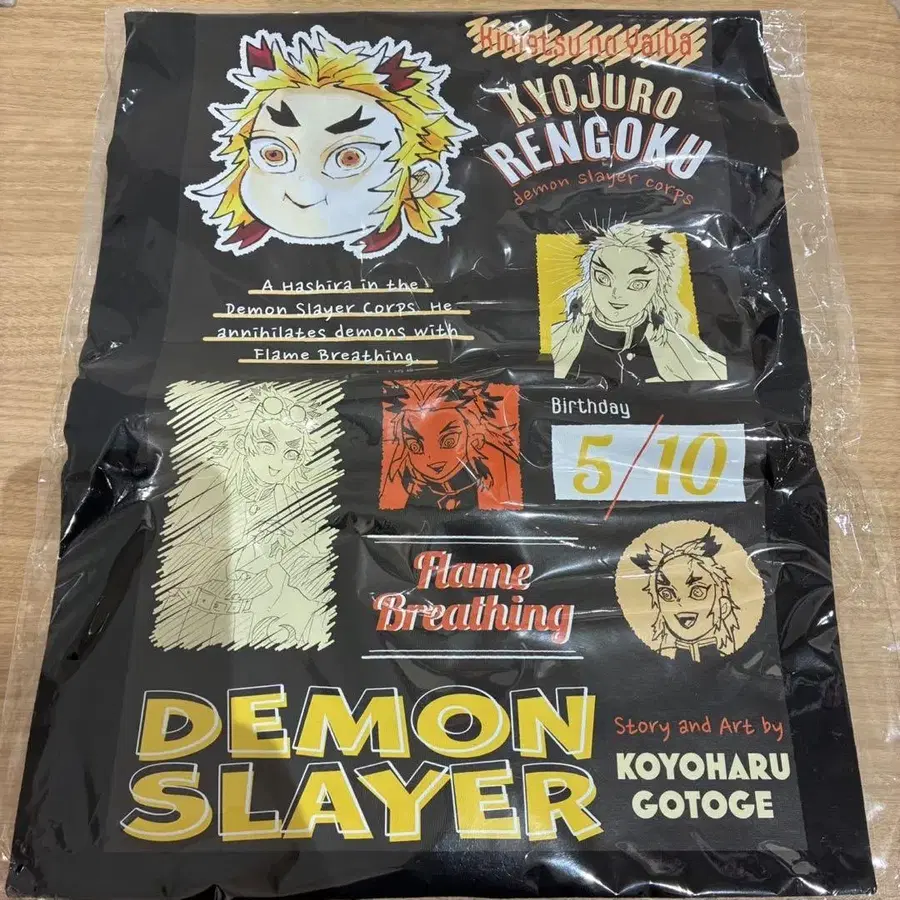 Kimetsu no Yaiba
KYOJURO
RENGOKU
demon slayer corps
A Hashira in the
Demon Slayer Corps. He
annihilates demons with
Flame Breathing.
Birthday
5/10
Flame
Breathing
DEMON
SLAYER
Story and Art by
KOYOHARU
GOTOGE